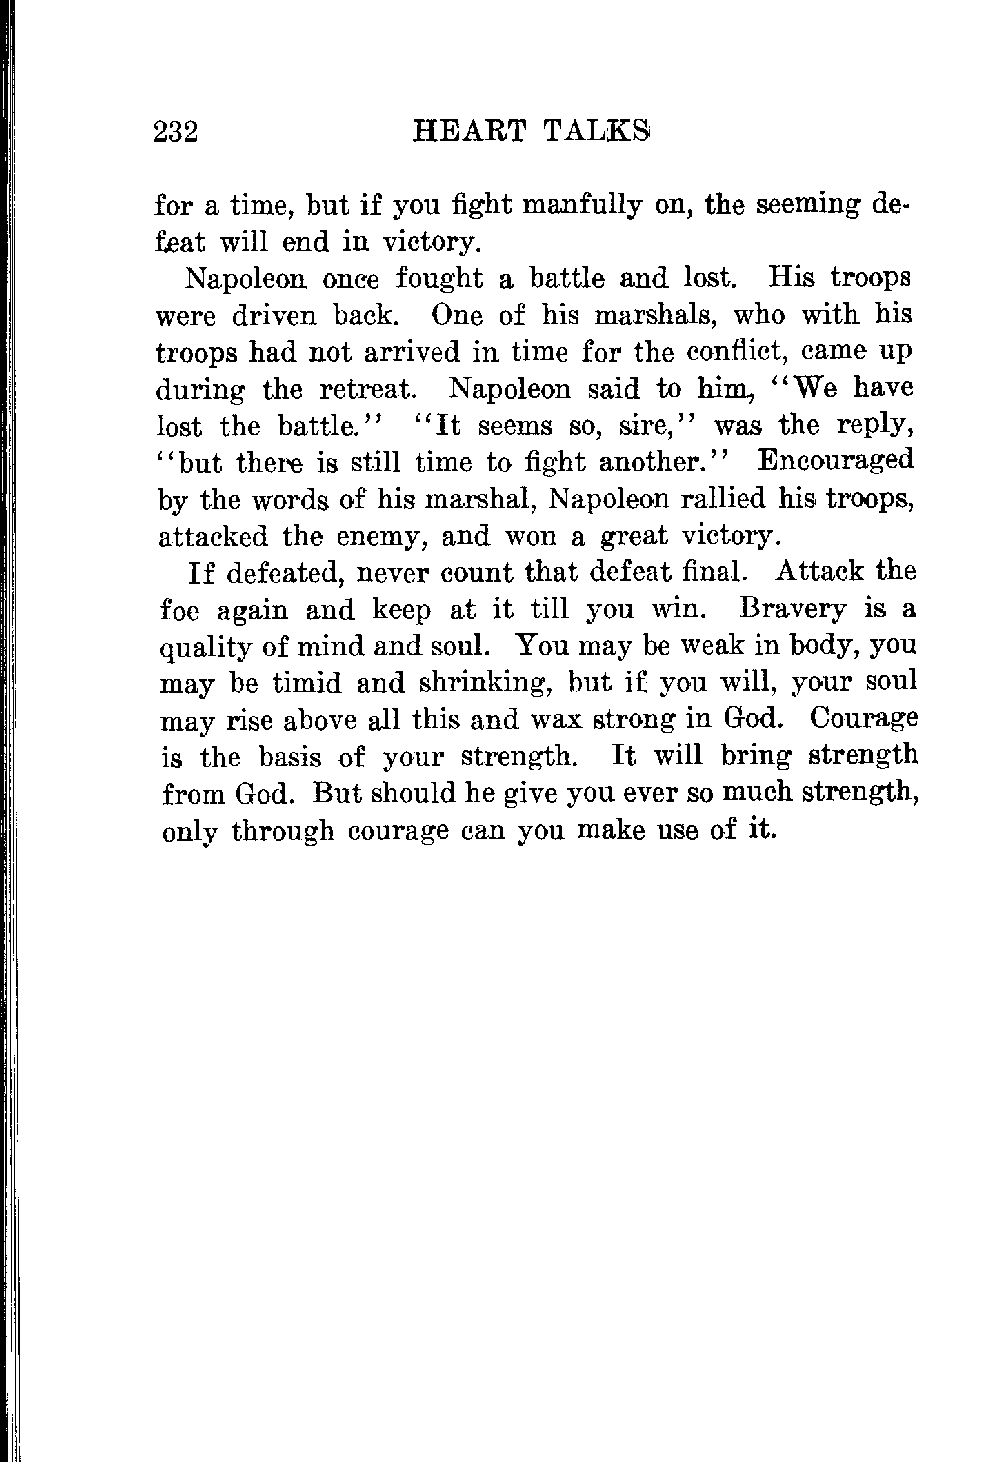 232 HEART TALKS
for a time, but if you fight manfully on, the seeming de-
feat will end in victory.
Napoleon once fought a battle and lost. His troops
were driven back. One of his marshals, who with his
troops had not arrived in time for the conflict, came up
during the retreat. Napoleon said to him, "We have
lost the battle." "It seems so, sire," was the reply,
"but there is still time to fight another." Encouraged
by the words of his marshal, Napoleon rallied his troops,
attacked the enemy, and won a great victory.
If defeated, never count that defeat final. Attack the
foe again and keep at it till you win. Bravery is a
quality of mind and soul. You may be weak in body, you
may be timid and shrinking, but if you will, your soul
may rise above all this and wax strong in God. Courage
is the basis of your strength. It will bring strength
from God. But should he give you ever so much strength,
only through courage can you make use of it.